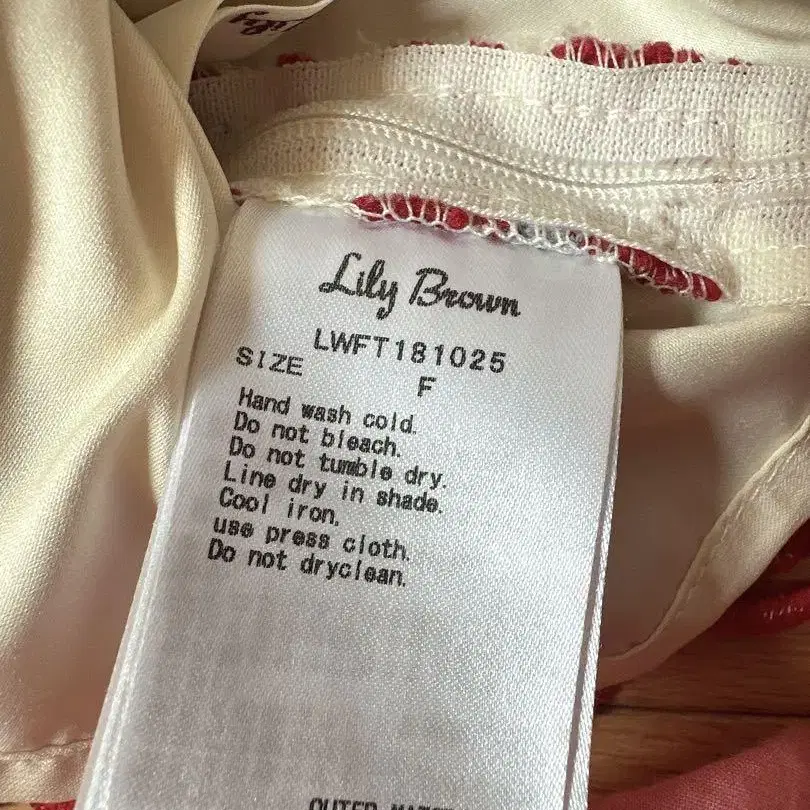 Lily Brown
LWFT181025
SIZE F
Hand wash cold.
Do not bleach.
Do not tumble dry.
Line dry in shade.
Cool iron.
use press cloth.
Do not dryclean.
OUTER